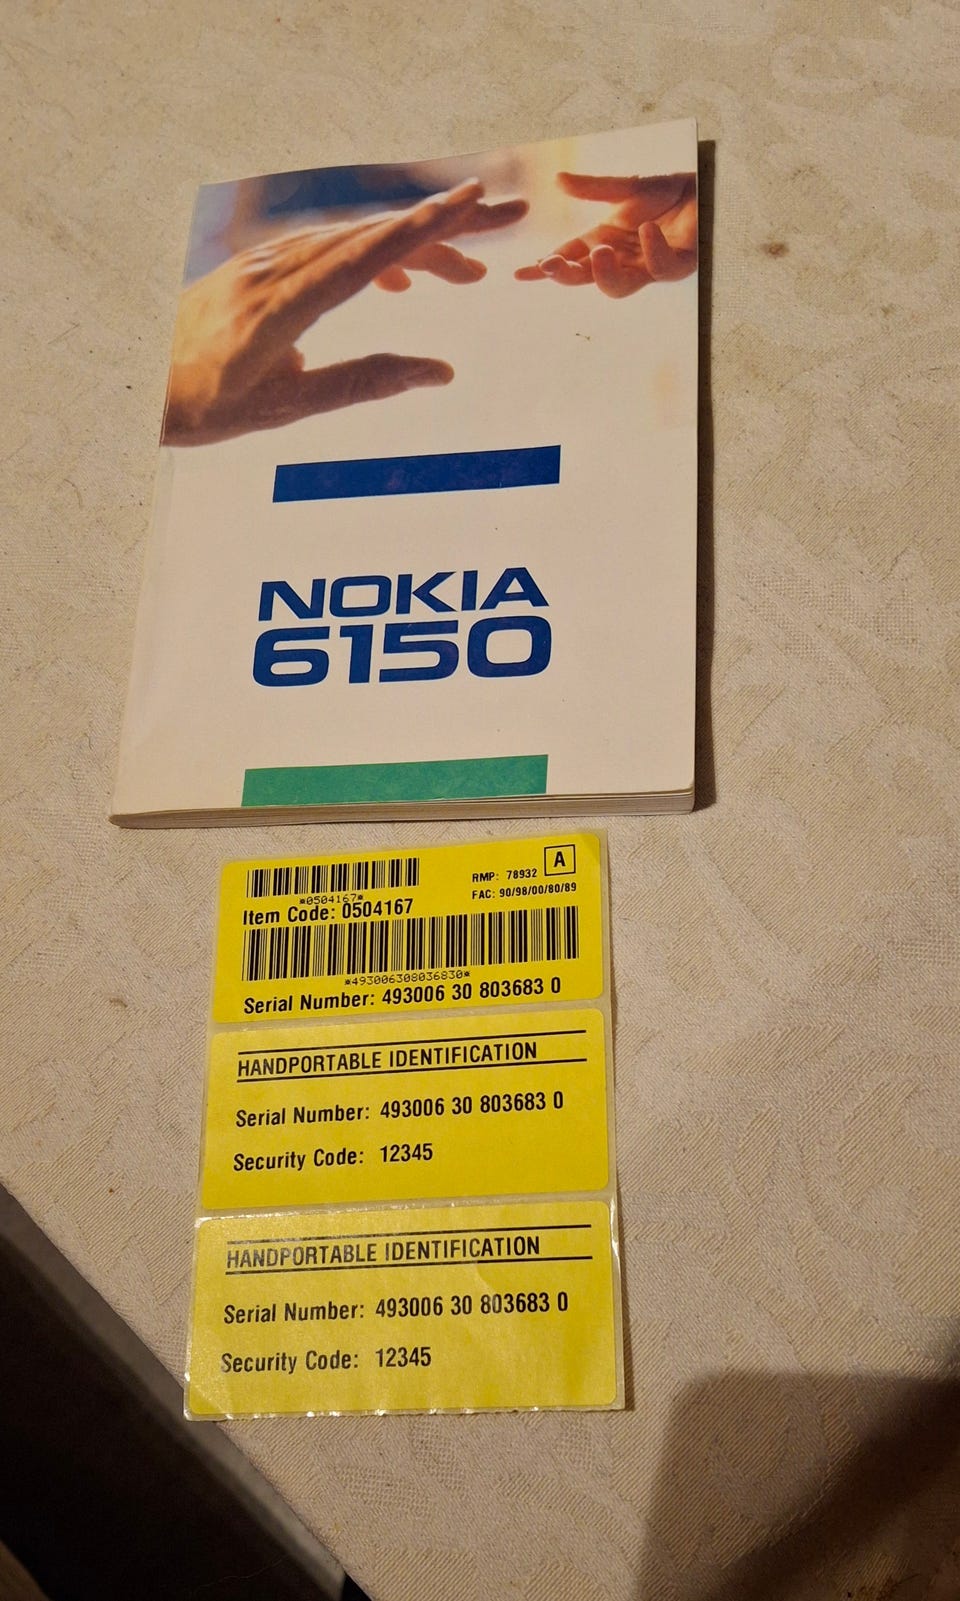 NOKIA
6150
*0504167*
RMP: 78932 A
FAC: 90/98/00/80/89
Item Code: 0504167
*493006308036830*
Serial Number: 493006 30 803683 0
HANDPORTABLE IDENTIFICATION
Serial Number: 493006 30 803683 0
Security Code: 12345
HANDPORTABLE IDENTIFICATION
Serial Number: 493006 30 803683 0
Security Code: 12345